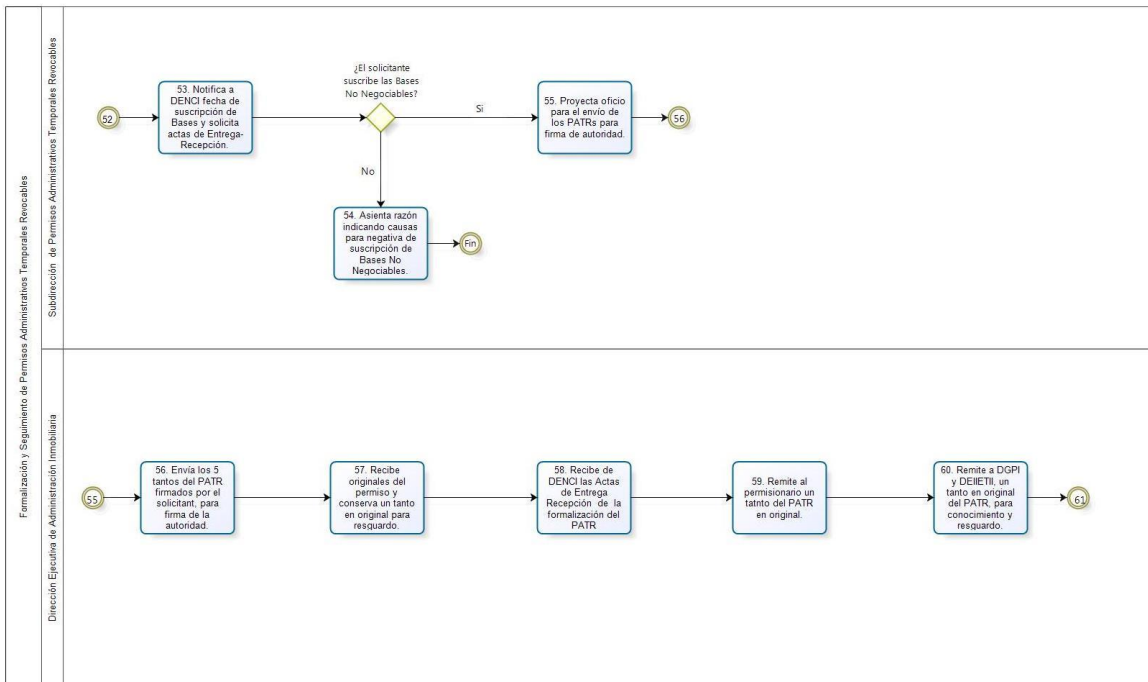 Formalización y Seguimiento de Permisos Administrativos Temporales Revocables
Subdirección de Permisos Administrativos Temporales Revocables
52
53. Notifica a
DENCI fecha de
suscripción de
Bases y solicita
actas de Entrega-
Recepción.
¿El solicitante
suscribe las Bases
No Negociables?
Si
55. Proyecta oficio
para el envío de
los PATRs para
firma de autoridad.
56
No
54. Asienta razón
indicando causas
para negativa de
suscripción de
Bases No
Negociables.
Fin
Dirección Ejecutiva de Administración Inmobiliaria
55
56. Envía los 5
tantos del PATR
firmados por el
solicitant, para
firma de la
autoridad.
57. Recibe
originales del
permiso y
conserva un tanto
en original para
resguardo.
58. Recibe de
DENCI las Actas
de Entrega
Recepción de la
formalización del
PATR
59. Remite al
permisionario un
tatnto del PATR
en original.
60. Remite a DGPI
y DEIIETII, un
tanto en original
del PATR, para
conocimiento y
resguardo.
61